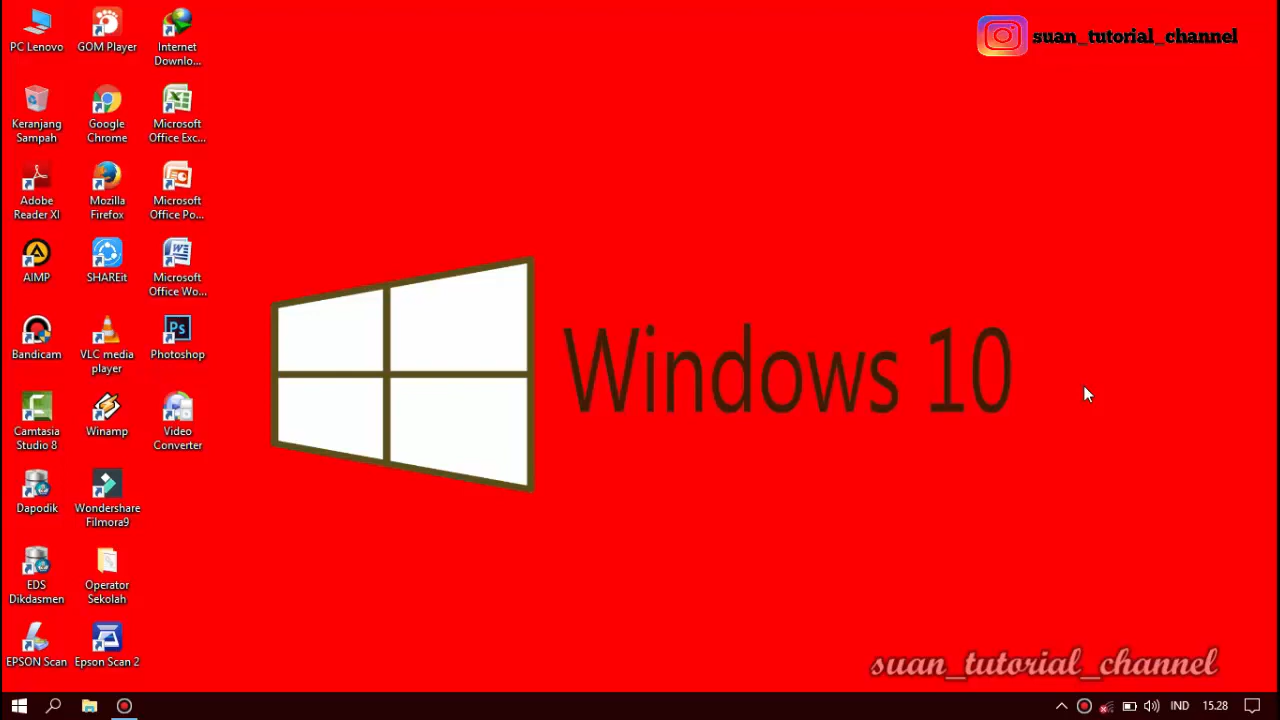 PC Lenovo
GOM Player
Internet
Downlo...
suan_tutorial_channel
Keranjang
Sampah
Google
Chrome
Microsoft
Office Exc...
Adobe
Reader XI
Mozilla
Firefox
Microsoft
Office Po...
AIMP
SHAREit
Microsoft
Office Wo...
Bandicam
VLC media
player
Ps
Photoshop
Windows 10
Camtasia
Studio 8
Winamp
Video
Converter
Dapodik
Wondershare
Filmora9
EDS
Dikdasmen
Operator
Sekolah
EPSON Scan
Epson Scan 2
suan_tutorial_channel
IND
15.28